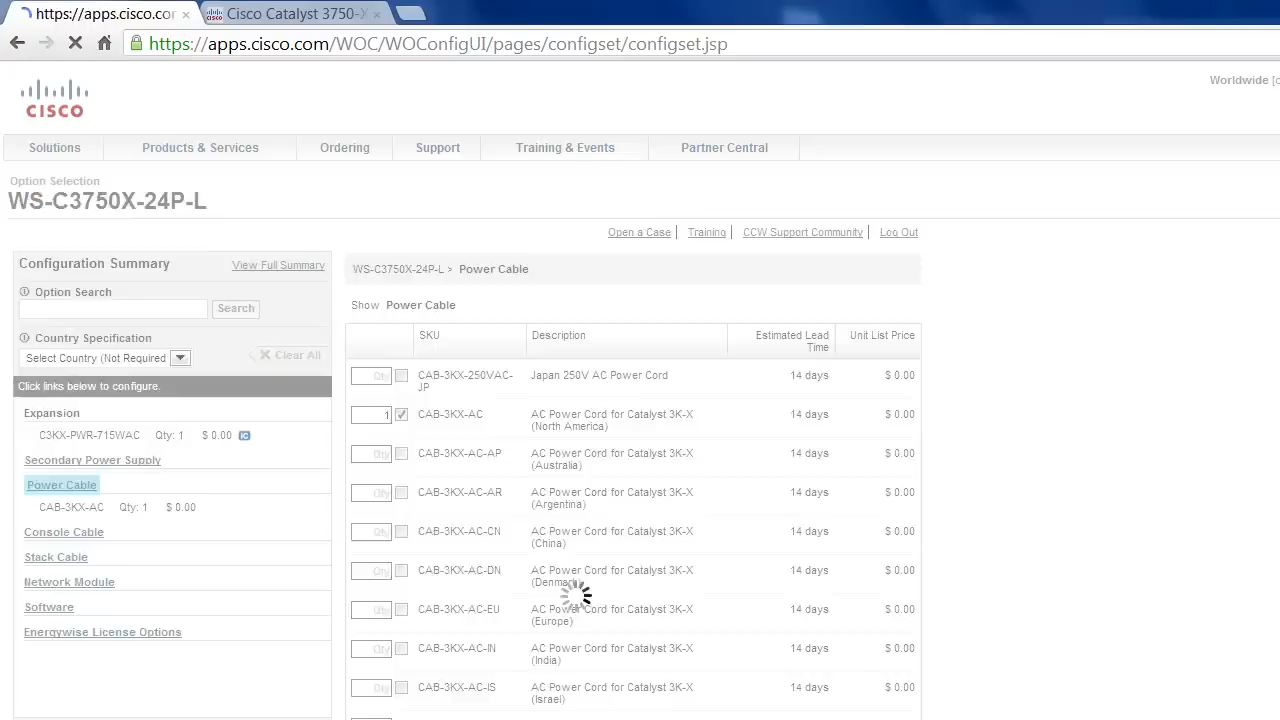 https://apps.cisco.cor ×
Cisco Catalyst 3750-X ×
https://apps.cisco.com/WOC/WOConfigUI/pages/configset/configset.jsp
Worldwide [c
CISCO
Solutions Products & Services Ordering Support Training & Events Partner Central
Option Selection
WS-C3750X-24P-L
Open a Case | Training | CCW Support Community | Log Out
Configuration Summary View Full Summary
Option Search
Search
Country Specification
Select Country (Not Required
Clear All
Click links below to configure.
Expansion
C3KX-PWR-715WAC Qty: 1 $ 0.00 IC
Secondary Power Supply
Power Cable
CAB-3KX-AC Qty: 1 $ 0.00
Console Cable
Stack Cable
Network Module
Software
Energywise License Options
WS-C3750X-24P-L > Power Cable
Show Power Cable
SKU Description Estimated Lead Time Unit List Price
Qty CAB-3KX-250VAC- Japan 250V AC Power Cord 14 days $ 0.00
JP
1 CAB-3KX-AC AC Power Cord for Catalyst 3K-X 14 days $ 0.00
(North America)
Qty CAB-3KX-AC-AP AC Power Cord for Catalyst 3K-X 14 days $ 0.00
(Australia)
Qty CAB-3KX-AC-AR AC Power Cord for Catalyst 3K-X 14 days $ 0.00
(Argentina)
Qty CAB-3KX-AC-CN AC Power Cord for Catalyst 3K-X 14 days $ 0.00
(China)
Qty CAB-3KX-AC-DN AC Power Cord for Catalyst 3K-X 14 days $ 0.00
(Denmark)
Qty CAB-3KX-AC-EU AC Power Cord for Catalyst 3K-X 14 days $ 0.00
(Europe)
Qty CAB-3KX-AC-IN AC Power Cord for Catalyst 3K-X 14 days $ 0.00
(India)
Qty CAB-3KX-AC-IS AC Power Cord for Catalyst 3K-X 14 days $ 0.00
(Israel)